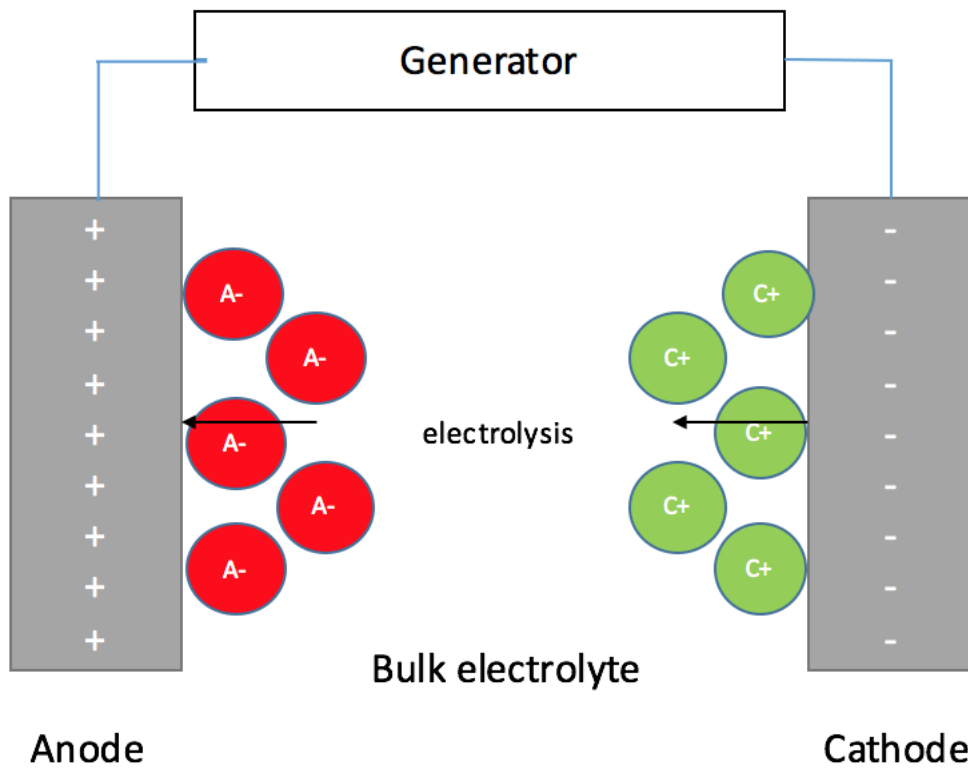 Generator
+
+
+
+
+
+
+
+
+
A-
A-
A-
A-
A-
electrolysis
C+
C+
C+
C+
C+
-
-
-
-
-
-
-
-
-
Bulk electrolyte
Anode
Cathode